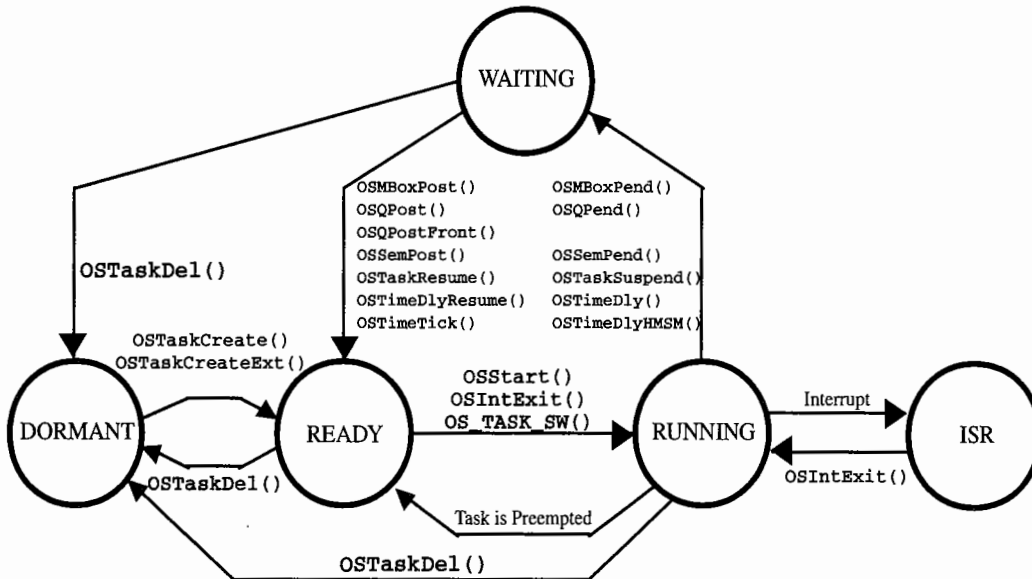 WAITING
OSMBoxPost()
OSQPost()
OSQPostFront()
OSSemPost()
OSTaskResume()
OSTimeDlyResume()
OSTimeTick()
OSMBoxPend()
OSQPend()
OSSemPend()
OSTaskSuspend()
OSTimeDly()
OSTimeDlyHMSM()
OSTaskDel()
OSTaskCreate()
OSTaskCreateExt()
OSStart()
OSIntExit()
OS_TASK_SW()
Interrupt
DORMANT
READY
RUNNING
ISR
OSIntExit()
OSTaskDel()
Task is Preempted
OSTaskDel()